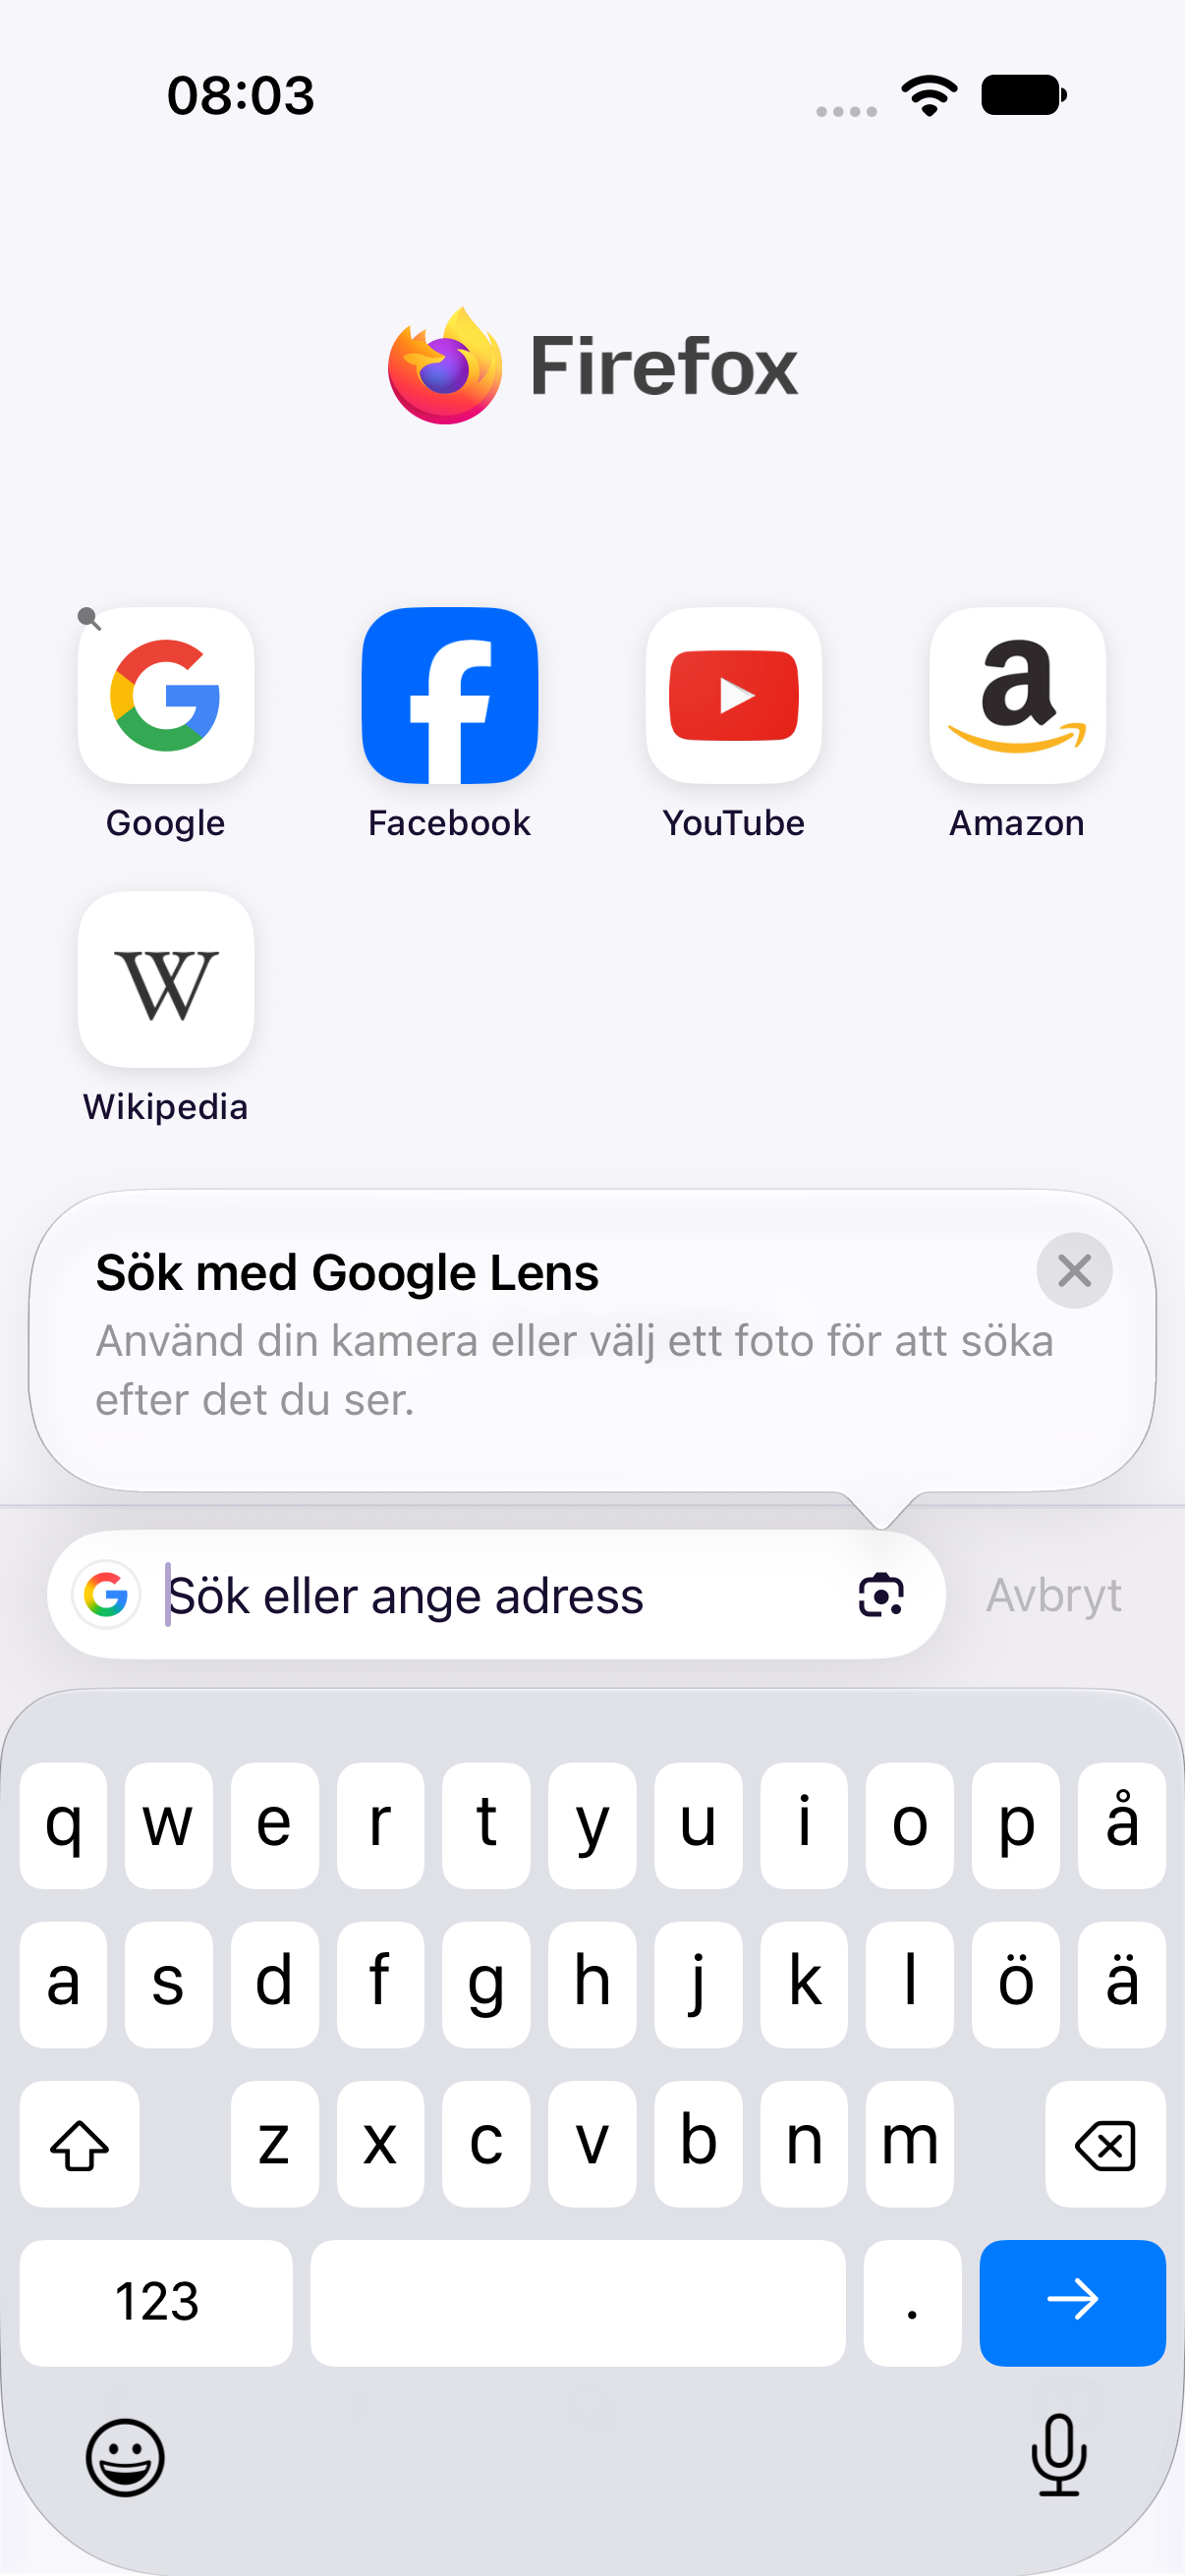 08:03
Firefox
Google
Facebook
YouTube
Amazon
W
Wikipedia
Sök med Google Lens
Använd din kamera eller välj ett foto för att söka
efter det du ser.
Sök eller ange adress
Avbryt
q w e r t y u i o p å
a s d f g h j k l ö ä
z x c v b n m
123 .